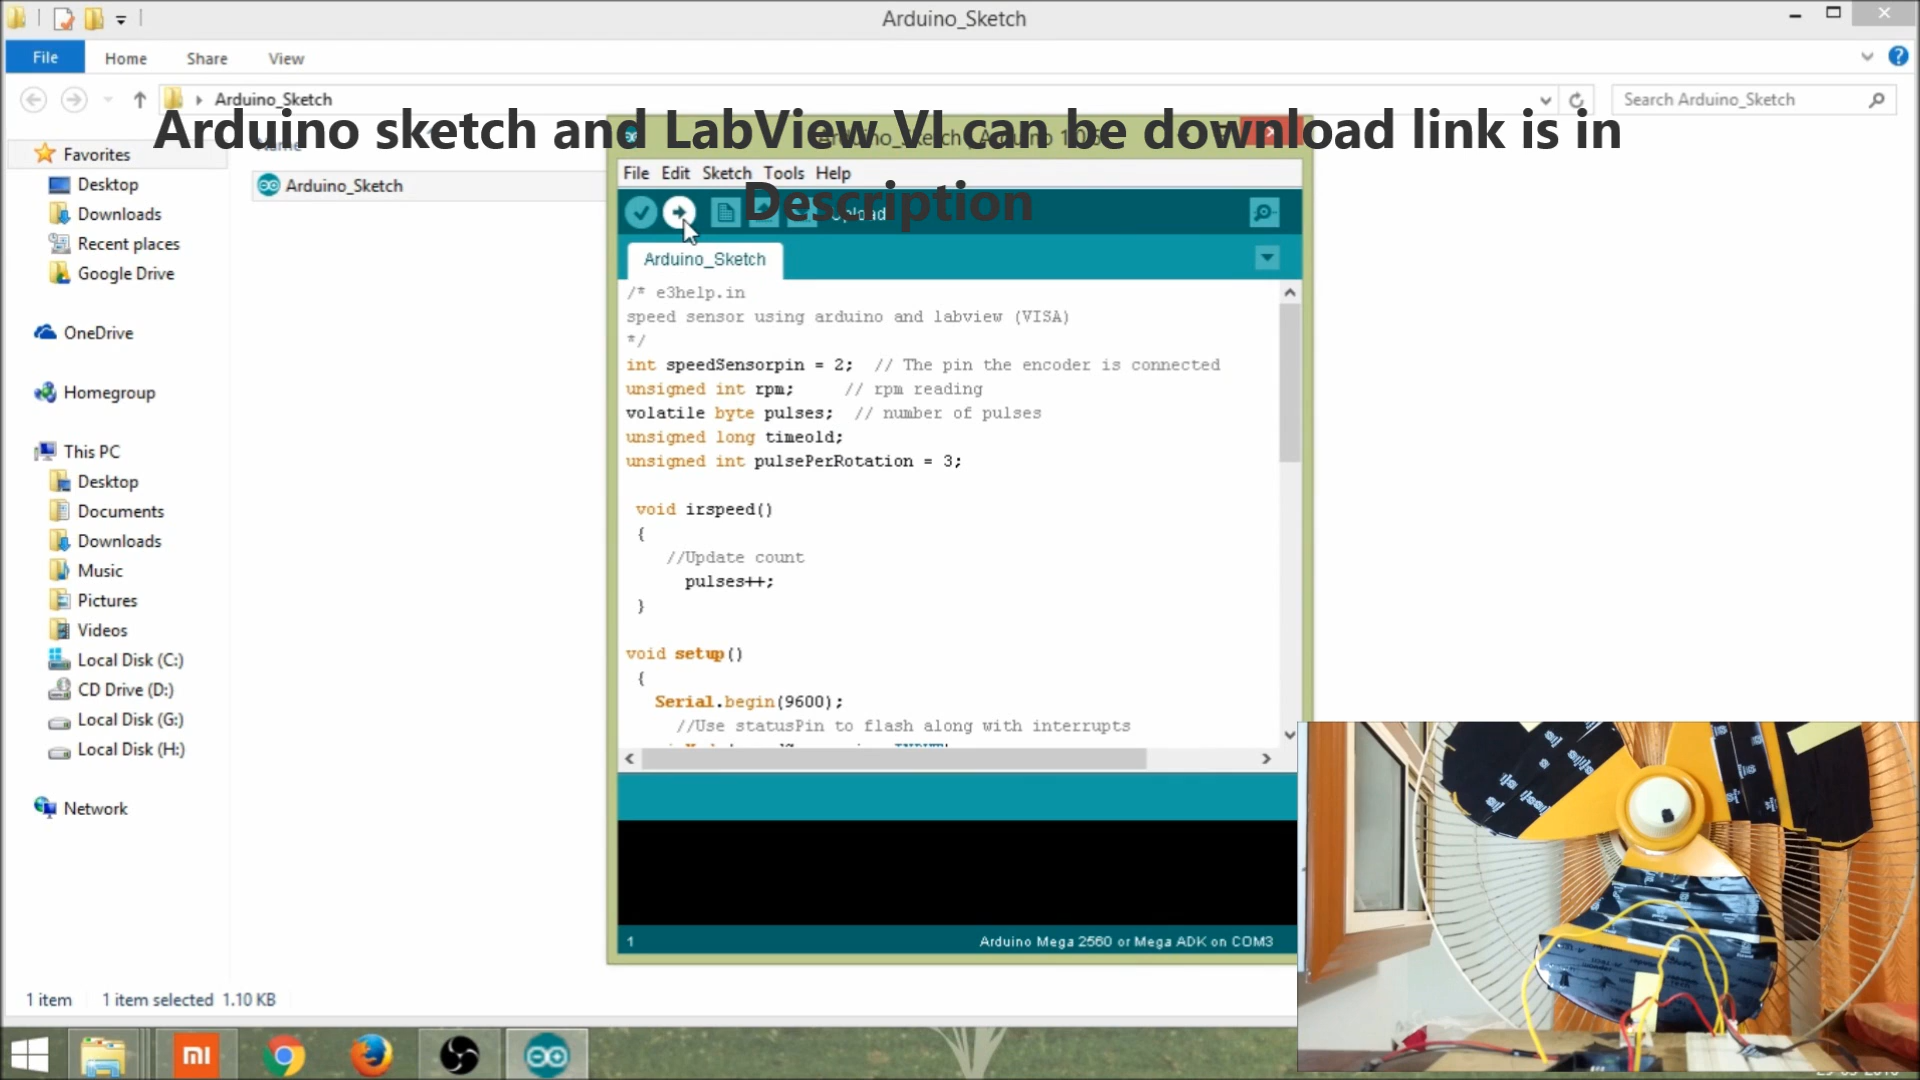 Arduino_Sketch
File Home Share View
Arduino_Sketch
Search Arduino_Sketch
Arduino sketch and LabView VI can be download link is in
Description
Favorites
Desktop
Downloads
Recent places
Google Drive
OneDrive
Homegroup
This PC
Desktop
Documents
Downloads
Music
Pictures
Videos
Local Disk (C:)
CD Drive (D:)
Local Disk (G:)
Local Disk (H:)
Network
Name
Arduino_Sketch
File Edit Sketch Tools Help
Upload
Arduino_Sketch
/* e3help.in
speed sensor using arduino and labview (VISA)
*/
int speedSensorpin = 2; // The pin the encoder is connected
unsigned int rpm; // rpm reading
volatile byte pulses; // number of pulses
unsigned long timeold;
unsigned int pulsePerRotation = 3;
void irspeed()
{
//Update count
pulses++;
}
void setup()
{
Serial.begin(9600);
//Use statusPin to flash along with interrupts
1 Arduino Mega 2560 or Mega ADK on COM3
1 item 1 item selected 1.10 KB
mi